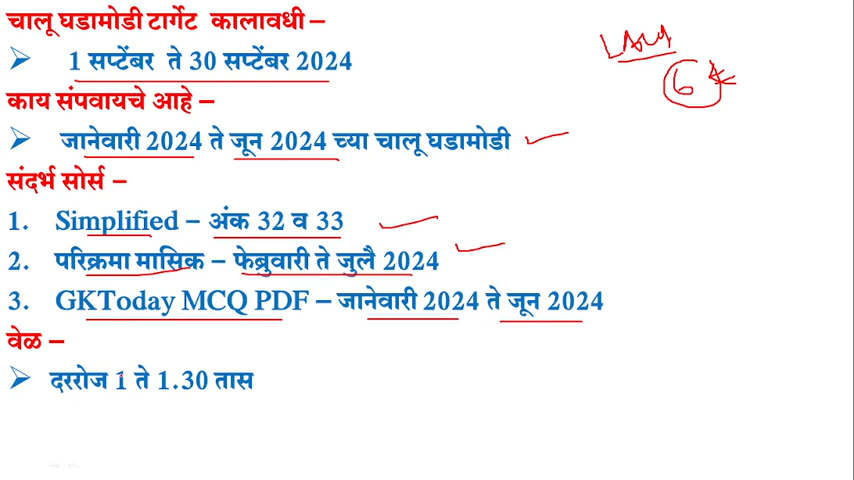 चालू घडामोडी टार्गेट कालावधी –
➢ 1 सप्टेंबर ते 30 सप्टेंबर 2024
काय संपवायचे आहे –
➢ जानेवारी 2024 ते जून 2024 च्या चालू घडामोडी
संदर्भ सोर्स –
1. Simplified – अंक 32 व 33
2. परिक्रमा मासिक – फेब्रुवारी ते जुलै 2024
3. GKToday MCQ PDF – जानेवारी 2024 ते जून 2024
वेळ –
➢ दररोज 1 ते 1.30 तास
6